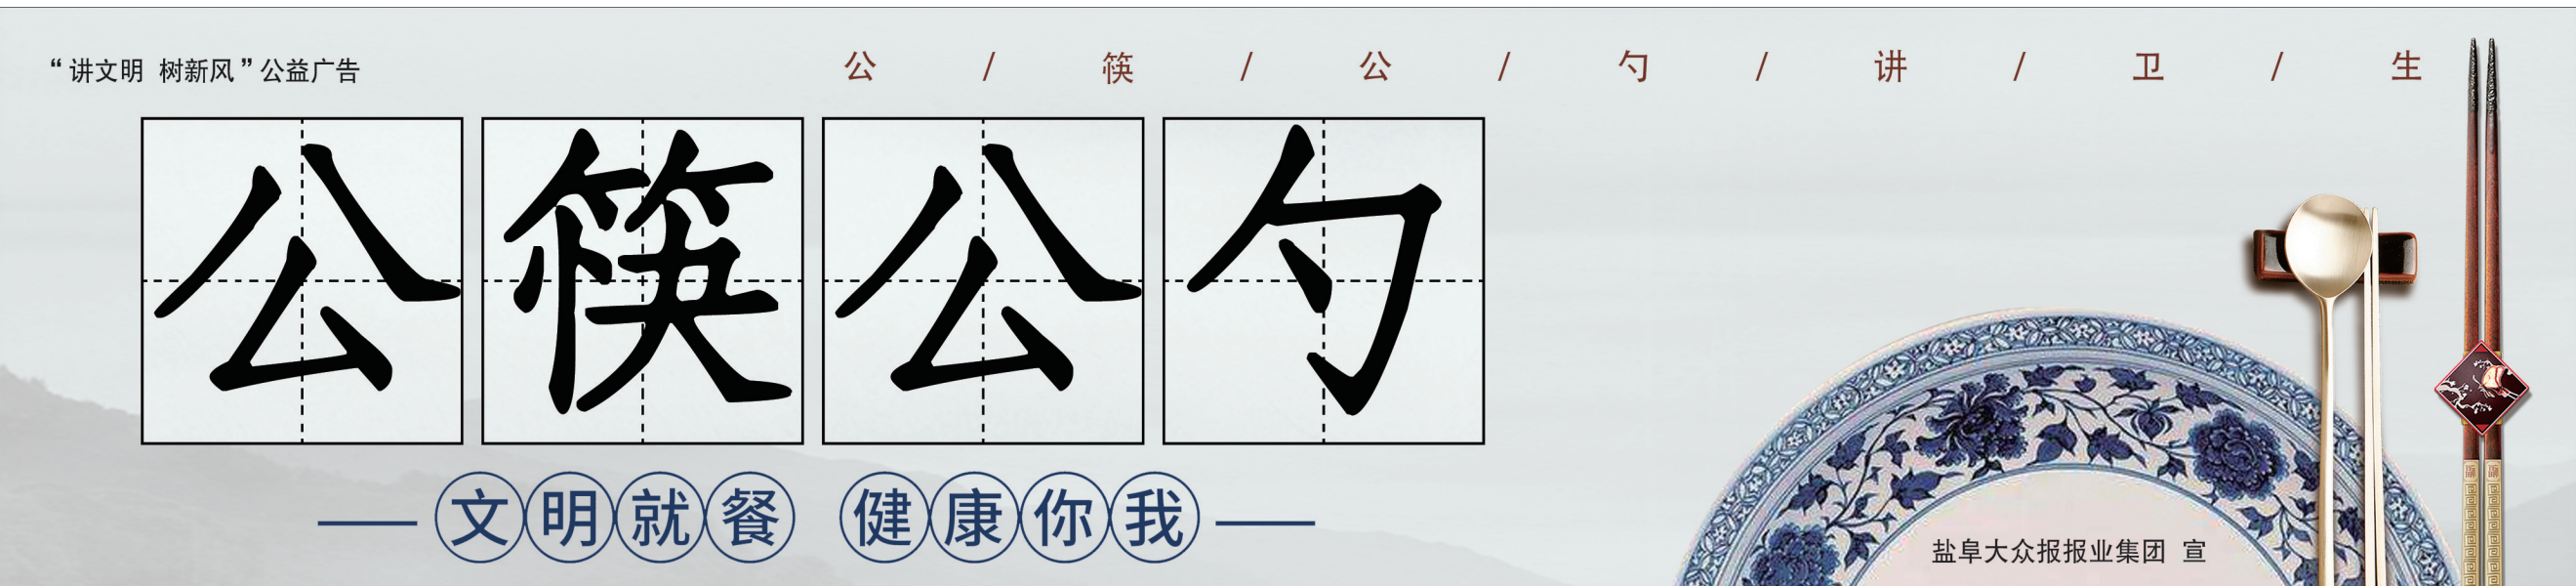 “讲文明 树新风”公益广告
公/筷/公/勺/讲/卫/生
公筷公勺
文明就餐 健康你我
盐阜大众报报业集团 宣